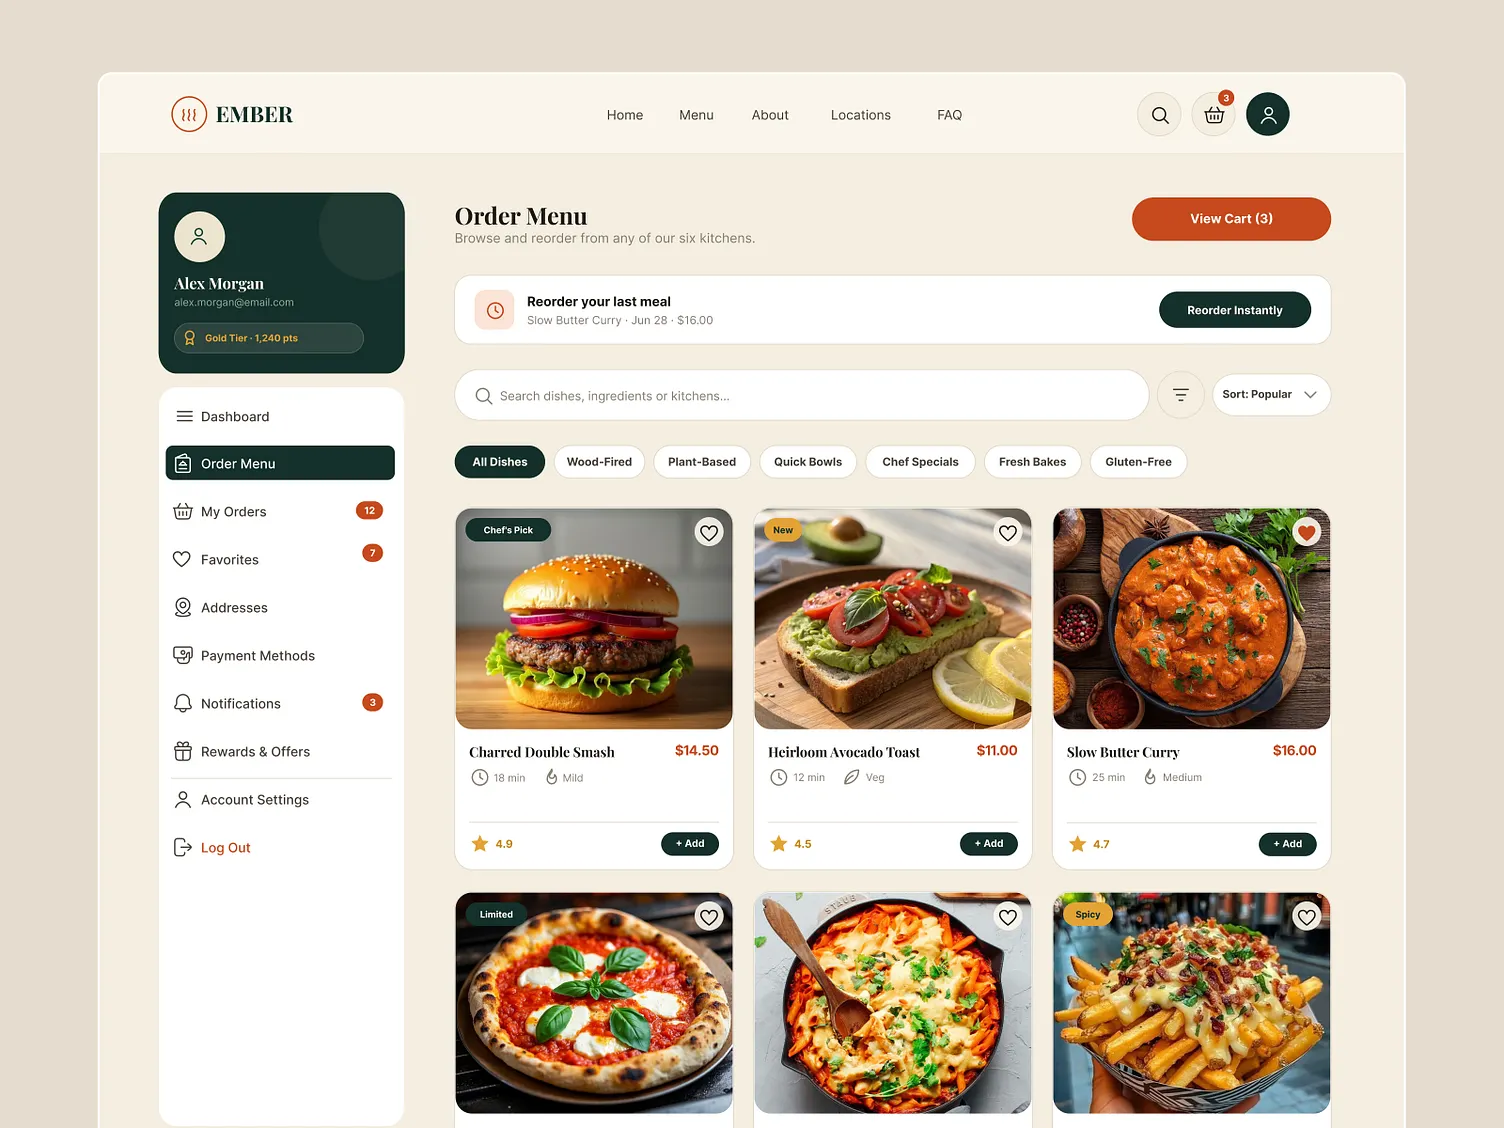 EMBER
Home
Menu
About
Locations
FAQ
3
Alex Morgan
alex.morgan@email.com
Gold Tier · 1,240 pts
Dashboard
Order Menu
My Orders
12
Favorites
7
Addresses
Payment Methods
Notifications
3
Rewards & Offers
Account Settings
Log Out
Order Menu
Browse and reorder from any of our six kitchens.
View Cart (3)
Reorder your last meal
Slow Butter Curry · Jun 28 · $16.00
Reorder Instantly
Search dishes, ingredients or kitchens...
Sort: Popular
All Dishes
Wood-Fired
Plant-Based
Quick Bowls
Chef Specials
Fresh Bakes
Gluten-Free
Chef's Pick
Charred Double Smash
$14.50
18 min
Mild
4.9
+ Add
New
Heirloom Avocado Toast
$11.00
12 min
Veg
4.5
+ Add
Slow Butter Curry
$16.00
25 min
Medium
4.7
+ Add
Limited
STAUB
Spicy